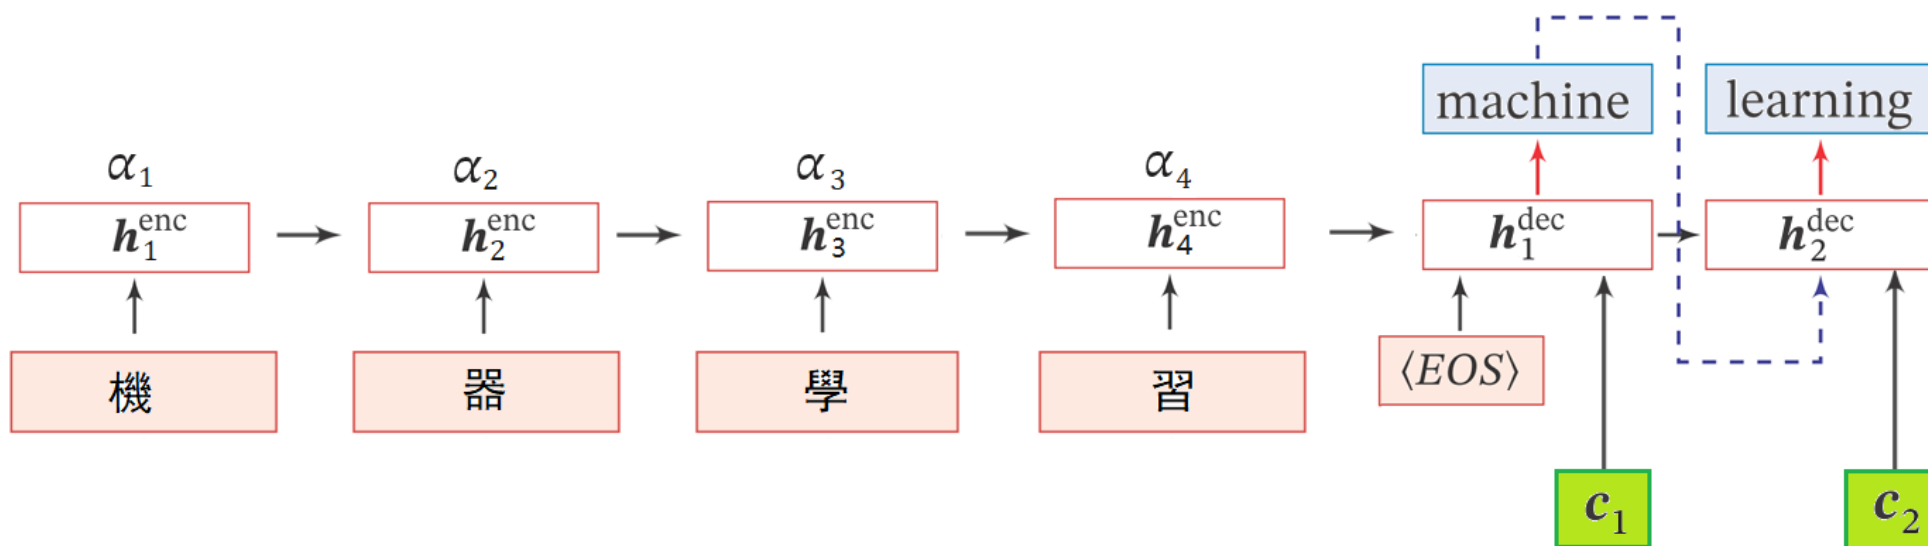 machine learning
α₁ α₂ α₃ α₄
h₁ᵉⁿᶜ h₂ᵉⁿᶜ h₃ᵉⁿᶜ h₄ᵉⁿᶜ h₁ᵈᵉᶜ h₂ᵈᵉᶜ
機 器 學 習 ⟨EOS⟩
c₁ c₂